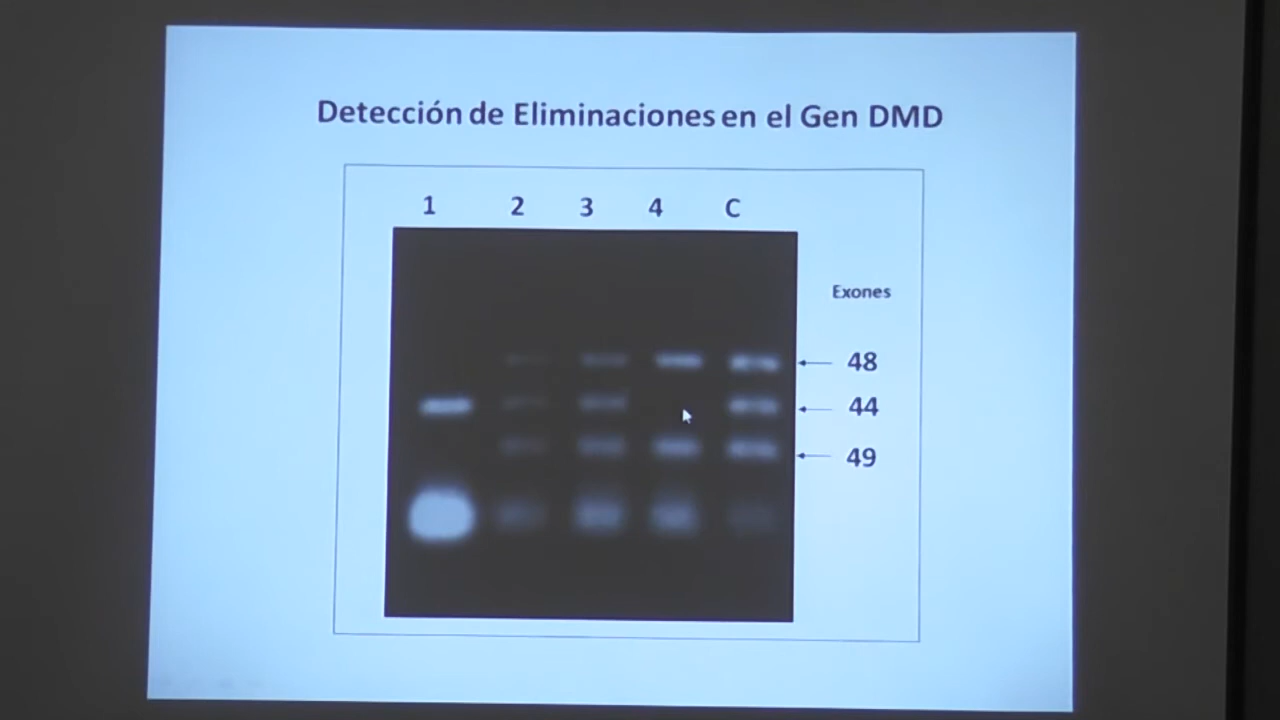 Detección de Eliminaciones en el Gen DMD
1 2 3 4 C
Exones
48
44
49